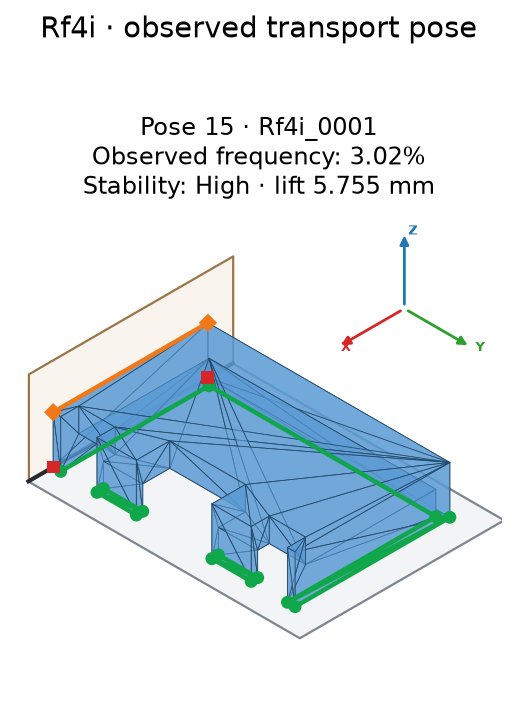 Rf4i · observed transport pose
Pose 15 · Rf4i_0001
Observed frequency: 3.02%
Stability: High · lift 5.755 mm
Z
X
Y